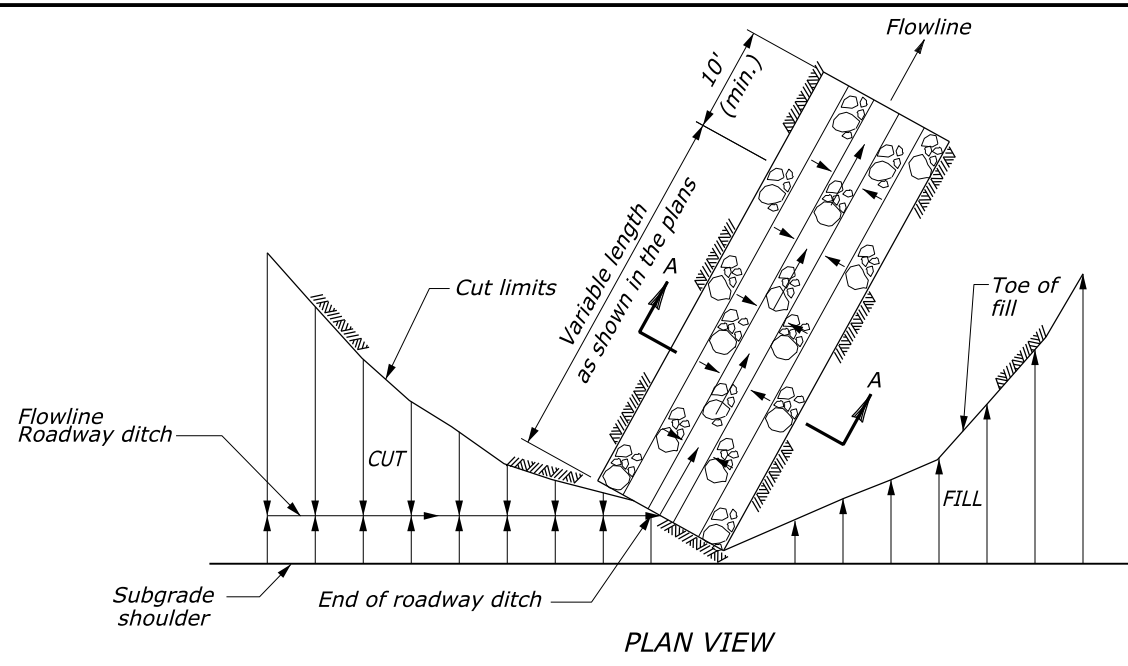 Flowline
10'
(min.)
Variable length
as shown in the plans
A
Cut limits
Toe of
fill
A
Flowline
Roadway ditch
CUT
FILL
Subgrade
shoulder
End of roadway ditch
PLAN VIEW